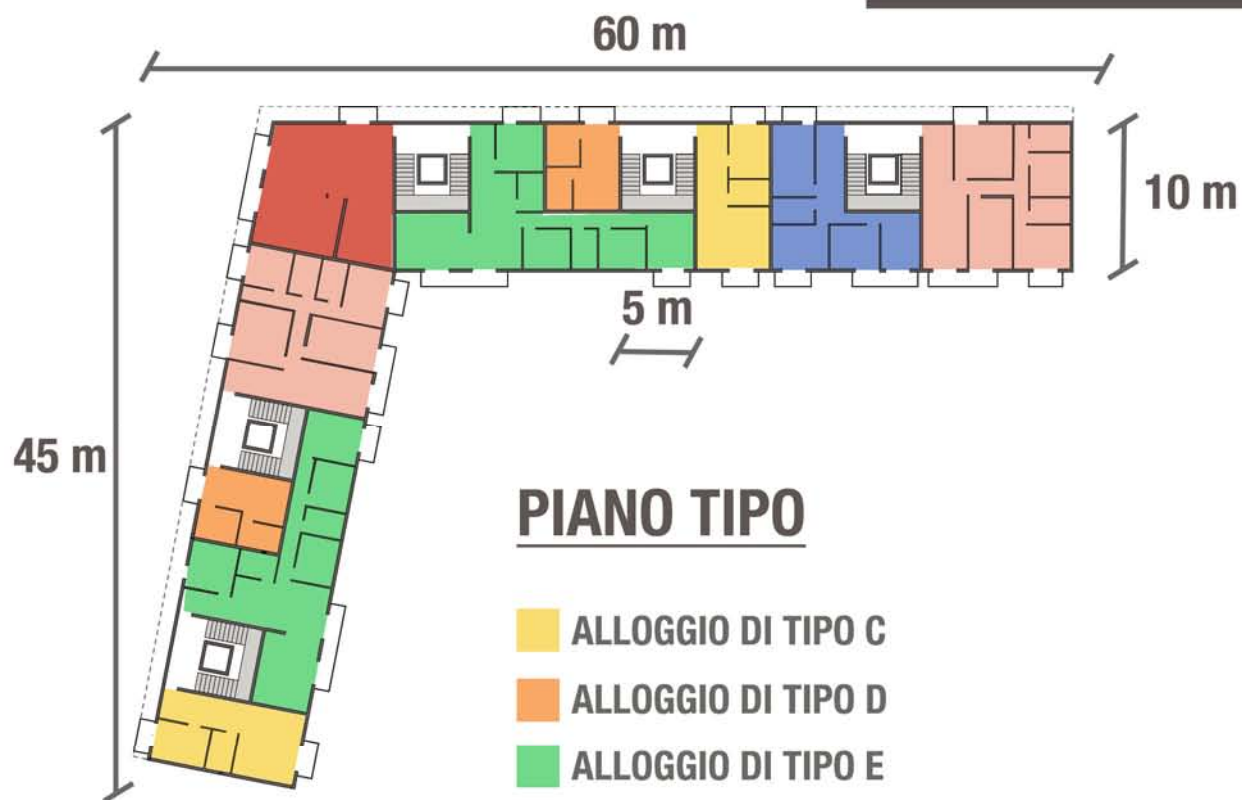 60 m
10 m
5 m
45 m
PIANO TIPO
ALLOGGIO DI TIPO C
ALLOGGIO DI TIPO D
ALLOGGIO DI TIPO E